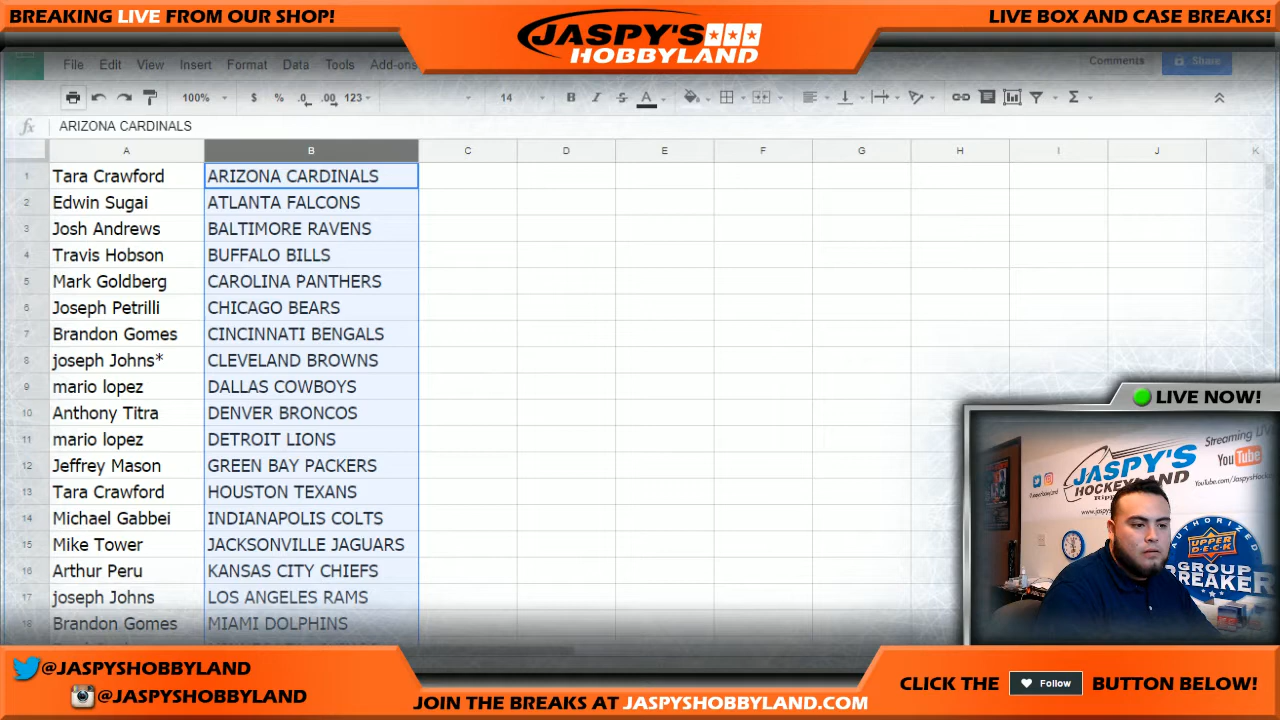 BREAKING LIVE FROM OUR SHOP!
JASPY'S
HOBBYLAND
LIVE BOX AND CASE BREAKS!
File Edit View Insert Format Data Tools Add-ons
Comments Share
100% $ % .0 .00 123 14 B I S A
fx ARIZONA CARDINALS
A B C D E F G H I J K
1 Tara Crawford ARIZONA CARDINALS
2 Edwin Sugai ATLANTA FALCONS
3 Josh Andrews BALTIMORE RAVENS
4 Travis Hobson BUFFALO BILLS
5 Mark Goldberg CAROLINA PANTHERS
6 Joseph Petrilli CHICAGO BEARS
7 Brandon Gomes CINCINNATI BENGALS
8 joseph Johns* CLEVELAND BROWNS
9 mario lopez DALLAS COWBOYS
10 Anthony Titra DENVER BRONCOS
11 mario lopez DETROIT LIONS
12 Jeffrey Mason GREEN BAY PACKERS
13 Tara Crawford HOUSTON TEXANS
14 Michael Gabbei INDIANAPOLIS COLTS
15 Mike Tower JACKSONVILLE JAGUARS
16 Arthur Peru KANSAS CITY CHIEFS
17 joseph Johns LOS ANGELES RAMS
18 Brandon Gomes MIAMI DOLPHINS
LIVE NOW!
Streaming LIVE
YouTube
JASPY'S
HOCKEYLAND
AUTHORIZED
UPPER DECK
GROUP
BREAKER
@JASPYSHOBBYLAND
@JASPYSHOBBYLAND
JOIN THE BREAKS AT JASPYSHOBBYLAND.COM
CLICK THE Follow BUTTON BELOW!